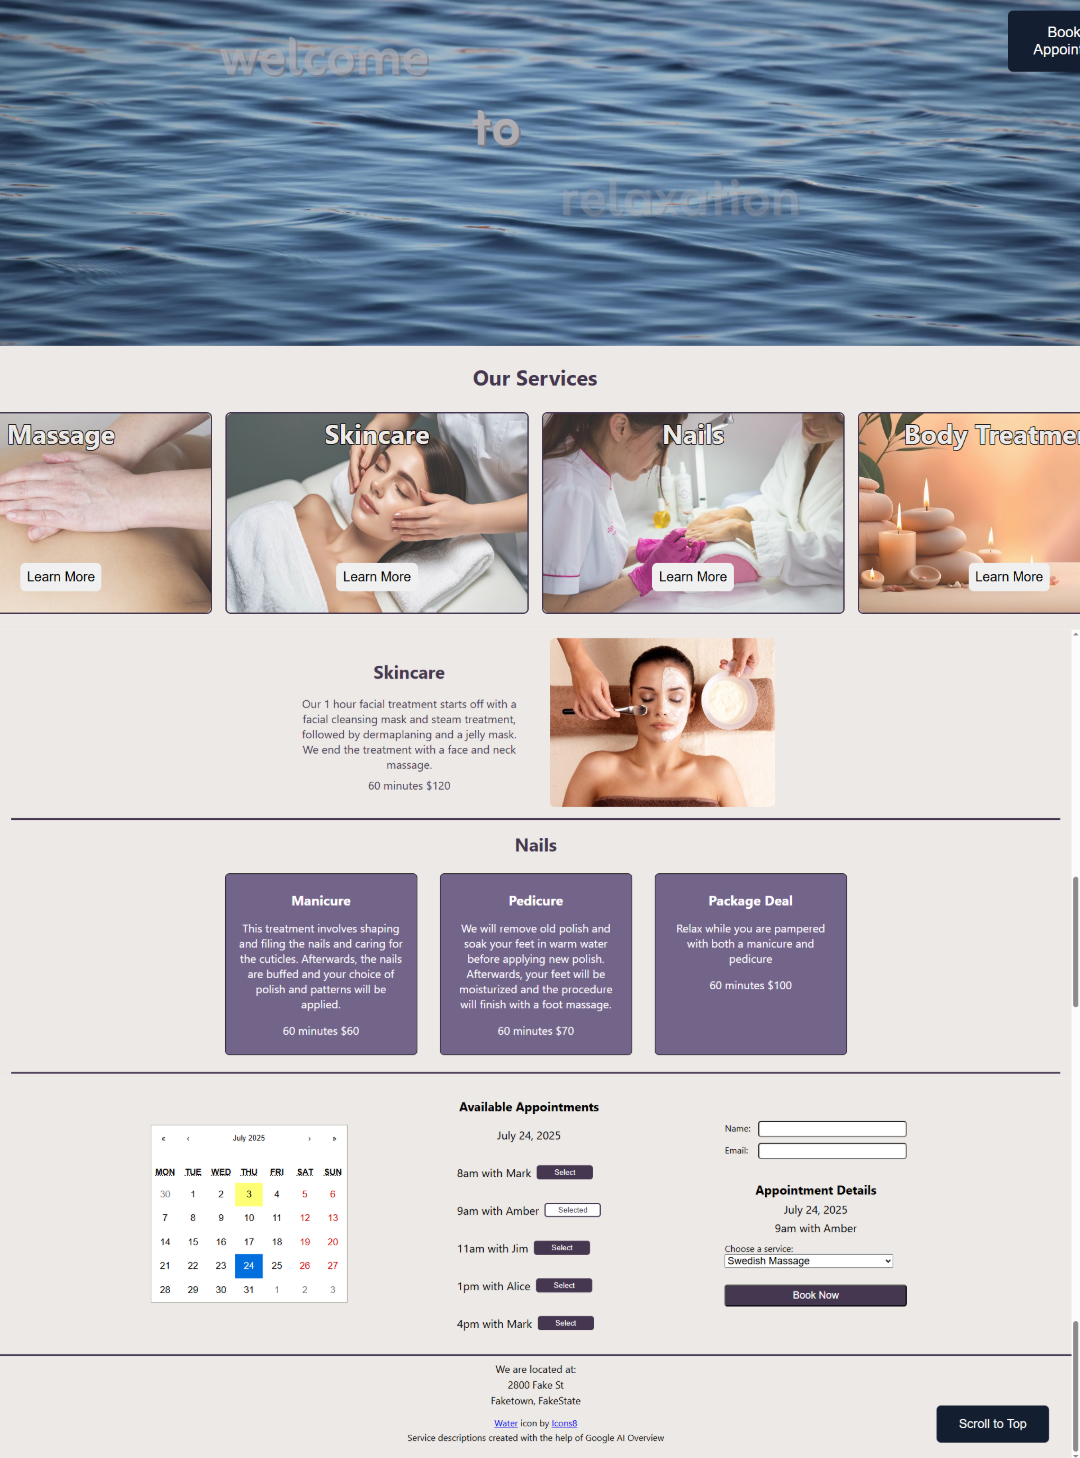 welcome
to
relaxation
Book
Appoin
Our Services
Massage
Learn More
Skincare
Learn More
Nails
Learn More
Body Treatme
Learn More
Skincare
Our 1 hour facial treatment starts off with a
facial cleansing mask and steam treatment,
followed by dermaplaning and a jelly mask.
We end the treatment with a face and neck
massage.
60 minutes $120
Nails
Manicure
This treatment involves shaping
and filing the nails and caring for
the cuticles. Afterwards, the nails
are buffed and your choice of
polish and patterns will be
applied.
60 minutes $60
Pedicure
We will remove old polish and
soak your feet in warm water
before applying new polish.
Afterwards, your feet will be
moisturized and the procedure
will finish with a foot massage.
60 minutes $70
Package Deal
Relax while you are pampered
with both a manicure and
pedicure
60 minutes $100
« ‹ July 2025 › »
MON TUE WED THU FRI SAT SUN
30 1 2 3 4 5 6
7 8 9 10 11 12 13
14 15 16 17 18 19 20
21 22 23 24 25 26 27
28 29 30 31 1 2 3
Available Appointments
July 24, 2025
8am with Mark Select
9am with Amber Selected
11am with Jim Select
1pm with Alice Select
4pm with Mark Select
Name:
Email:
Appointment Details
July 24, 2025
9am with Amber
Choose a service:
Swedish Massage
Book Now
We are located at:
2800 Fake St
Faketown, FakeState
Water icon by Icons8
Service descriptions created with the help of Google AI Overview
Scroll to Top